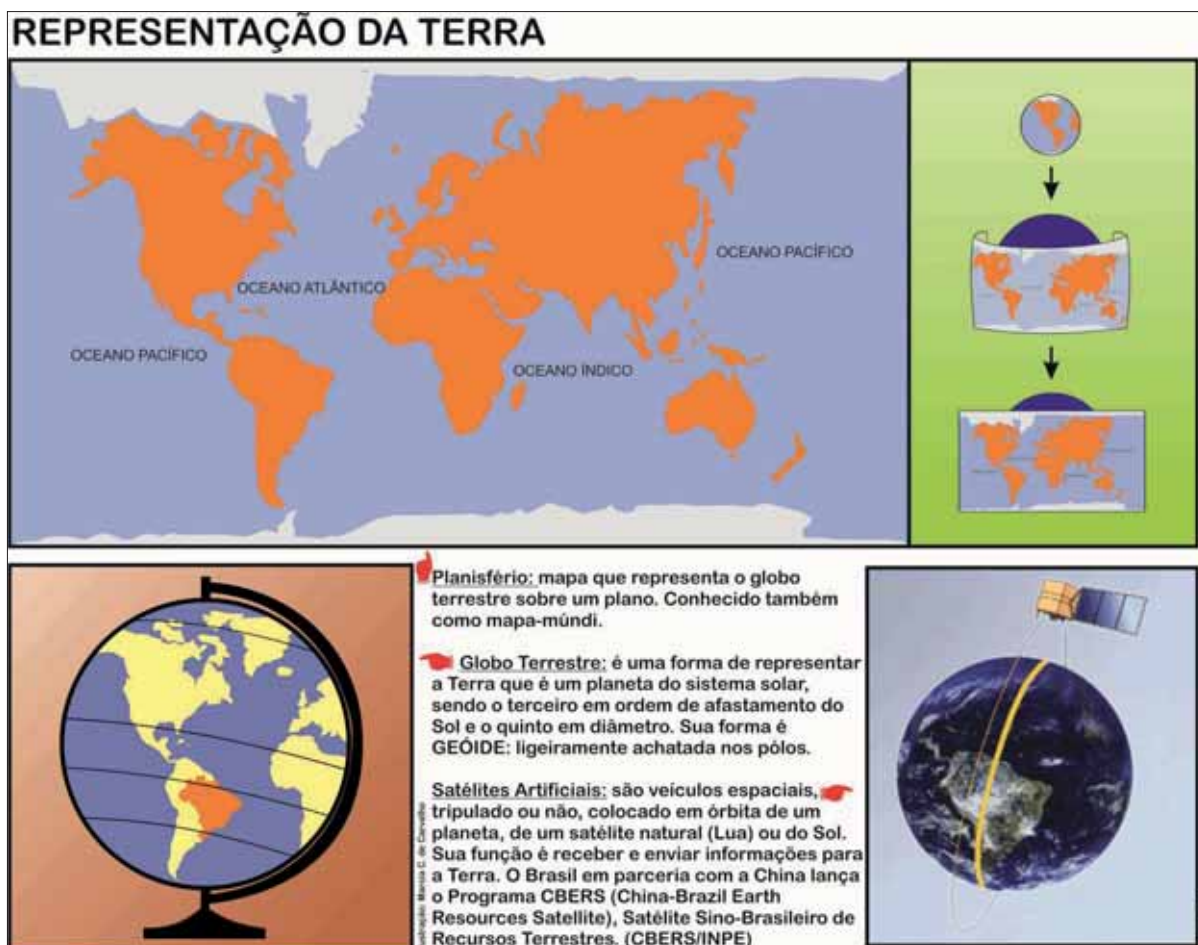 REPRESENTAÇÃO DA TERRA
OCEANO PACÍFICO
OCEANO ATLÂNTICO
OCEANO PACÍFICO
OCEANO ÍNDICO
Planisfério: mapa que representa o globo
terrestre sobre um plano. Conhecido também
como mapa-múndi.
Globo Terrestre: é uma forma de representar
a Terra que é um planeta do sistema solar,
sendo o terceiro em ordem de afastamento do
Sol e o quinto em diâmetro. Sua forma é
GEÓIDE: ligeiramente achatada nos pólos.
Satélites Artificiais: são veículos espaciais,
tripulado ou não, colocado em órbita de um
planeta, de um satélite natural (Lua) ou do Sol.
Sua função é receber e enviar informações para
a Terra. O Brasil em parceria com a China lança
o Programa CBERS (China-Brazil Earth
Resources Satellite), Satélite Sino-Brasileiro de
Recursos Terrestres. (CBERS/INPE)
Marcia C. de Carvalho